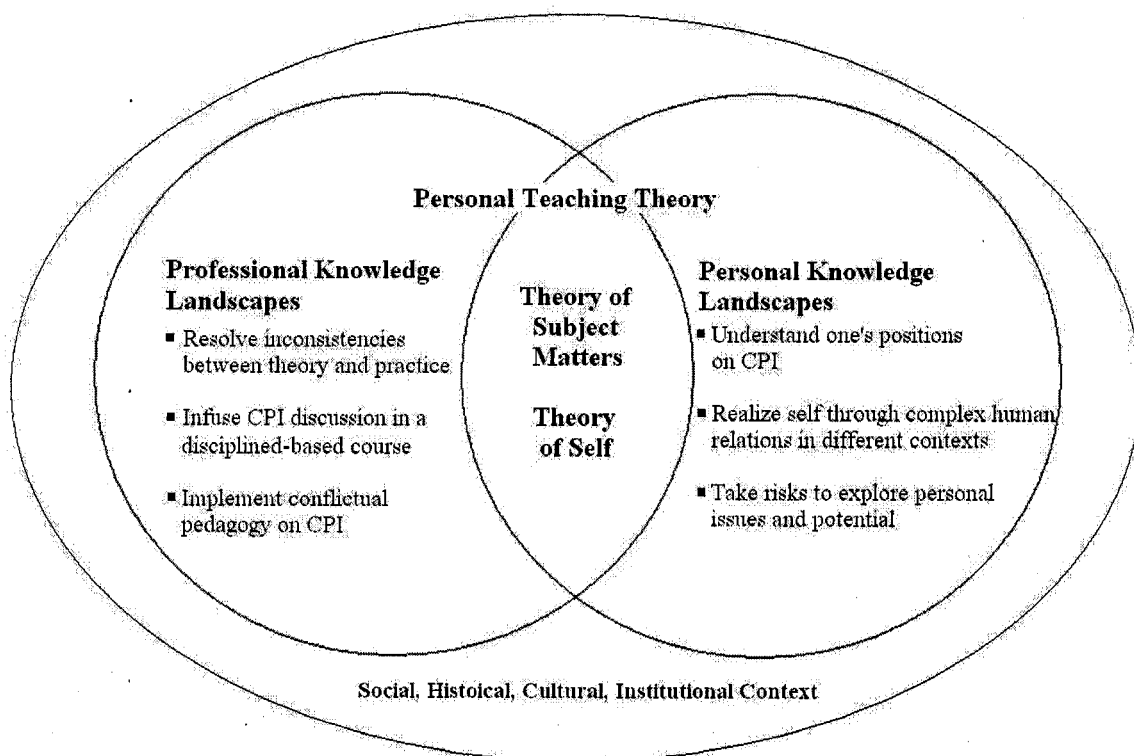 Personal Teaching Theory
Professional Knowledge
Landscapes
▪ Resolve inconsistencies
between theory and practice
▪ Infuse CPI discussion in a
disciplined-based course
▪ Implement conflictual
pedagogy on CPI
Theory of
Subject
Matters
Theory
of Self
Personal Knowledge
Landscapes
▪ Understand one's positions
on CPI
▪ Realize self through complex human
relations in different contexts
▪ Take risks to explore personal
issues and potential
Social, Histoical, Cultural, Institutional Context